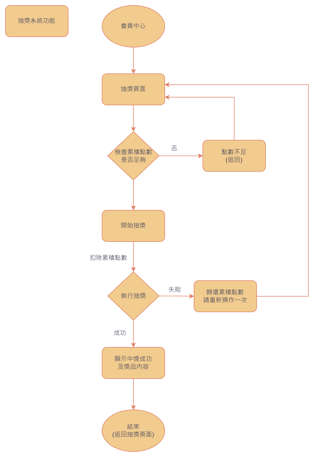 抽獎系統功能
會員中心
抽獎頁面
檢查累積點數
是否足夠
否
點數不足
(返回)
開始抽獎
扣除累積點數
執行抽獎
失敗
歸還累積點數
請重新操作一次
成功
顯示中獎成功
及獎品內容
結束
(返回抽獎頁面)